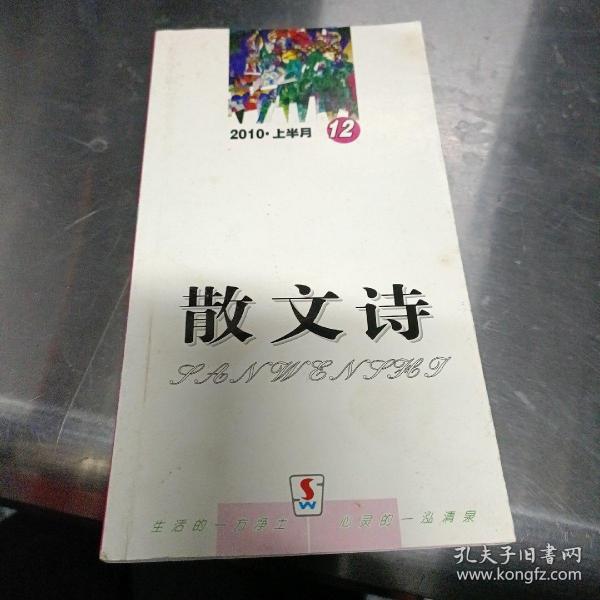 2010·上半月 12
散文诗
SANWENSHI
SW
生活的一方净土 心灵的一泓清泉
孔夫子旧书网
www.kongfz.com